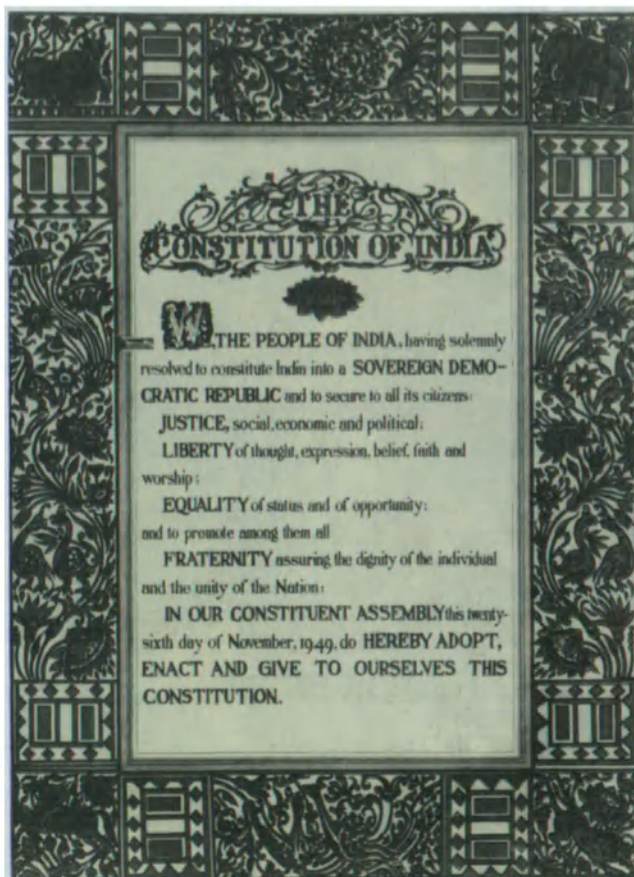 THE
CONSTITUTION OF INDIA
WE, THE PEOPLE OF INDIA, having solemnly
resolved to constitute India into a SOVEREIGN DEMO-
CRATIC REPUBLIC and to secure to all its citizens:
JUSTICE, social, economic and political;
LIBERTY of thought, expression, belief, faith and
worship;
EQUALITY of status and of opportunity;
and to promote among them all
FRATERNITY assuring the dignity of the individual
and the unity of the Nation;
IN OUR CONSTITUENT ASSEMBLY this twenty-
sixth day of November, 1949, do HEREBY ADOPT,
ENACT AND GIVE TO OURSELVES THIS
CONSTITUTION.